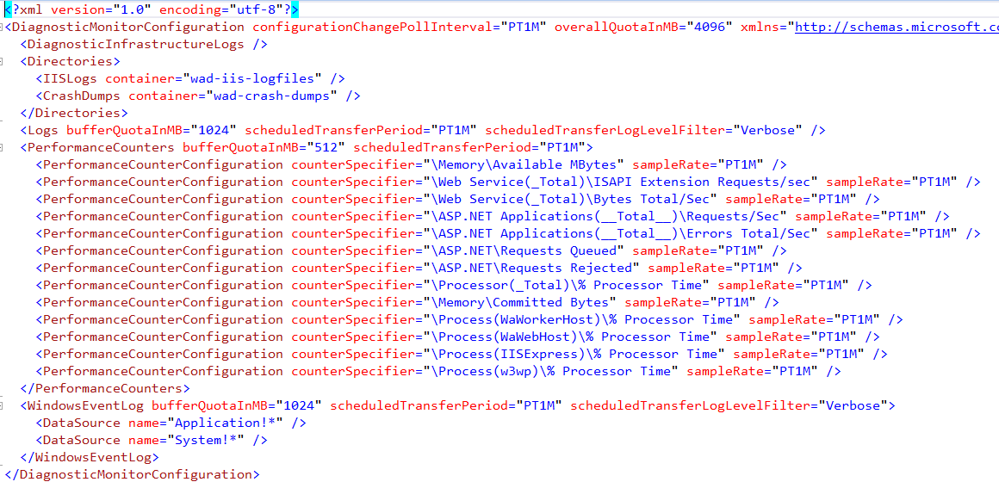 <?xml version="1.0" encoding="utf-8"?>
<DiagnosticMonitorConfiguration configurationChangePollInterval="PT1M" overallQuotaInMB="4096" xmlns="http://schemas.microsoft.co
<DiagnosticInfrastructureLogs />
<Directories>
<IISLogs container="wad-iis-logfiles" />
<CrashDumps container="wad-crash-dumps" />
</Directories>
<Logs bufferQuotaInMB="1024" scheduledTransferPeriod="PT1M" scheduledTransferLogLevelFilter="Verbose" />
<PerformanceCounters bufferQuotaInMB="512" scheduledTransferPeriod="PT1M">
<PerformanceCounterConfiguration counterSpecifier="\Memory\Available MBytes" sampleRate="PT1M" />
<PerformanceCounterConfiguration counterSpecifier="\Web Service(_Total)\ISAPI Extension Requests/sec" sampleRate="PT1M" />
<PerformanceCounterConfiguration counterSpecifier="\Web Service(_Total)\Bytes Total/Sec" sampleRate="PT1M" />
<PerformanceCounterConfiguration counterSpecifier="\ASP.NET Applications(__Total__)\Requests/Sec" sampleRate="PT1M" />
<PerformanceCounterConfiguration counterSpecifier="\ASP.NET Applications(__Total__)\Errors Total/Sec" sampleRate="PT1M" />
<PerformanceCounterConfiguration counterSpecifier="\ASP.NET\Requests Queued" sampleRate="PT1M" />
<PerformanceCounterConfiguration counterSpecifier="\ASP.NET\Requests Rejected" sampleRate="PT1M" />
<PerformanceCounterConfiguration counterSpecifier="\Processor(_Total)\% Processor Time" sampleRate="PT1M" />
<PerformanceCounterConfiguration counterSpecifier="\Memory\Committed Bytes" sampleRate="PT1M" />
<PerformanceCounterConfiguration counterSpecifier="\Process(WaWorkerHost)\% Processor Time" sampleRate="PT1M" />
<PerformanceCounterConfiguration counterSpecifier="\Process(WaWebHost)\% Processor Time" sampleRate="PT1M" />
<PerformanceCounterConfiguration counterSpecifier="\Process(IISExpress)\% Processor Time" sampleRate="PT1M" />
<PerformanceCounterConfiguration counterSpecifier="\Process(w3wp)\% Processor Time" sampleRate="PT1M" />
</PerformanceCounters>
<WindowsEventLog bufferQuotaInMB="1024" scheduledTransferPeriod="PT1M" scheduledTransferLogLevelFilter="Verbose">
<DataSource name="Application!*" />
<DataSource name="System!*" />
</WindowsEventLog>
</DiagnosticMonitorConfiguration>